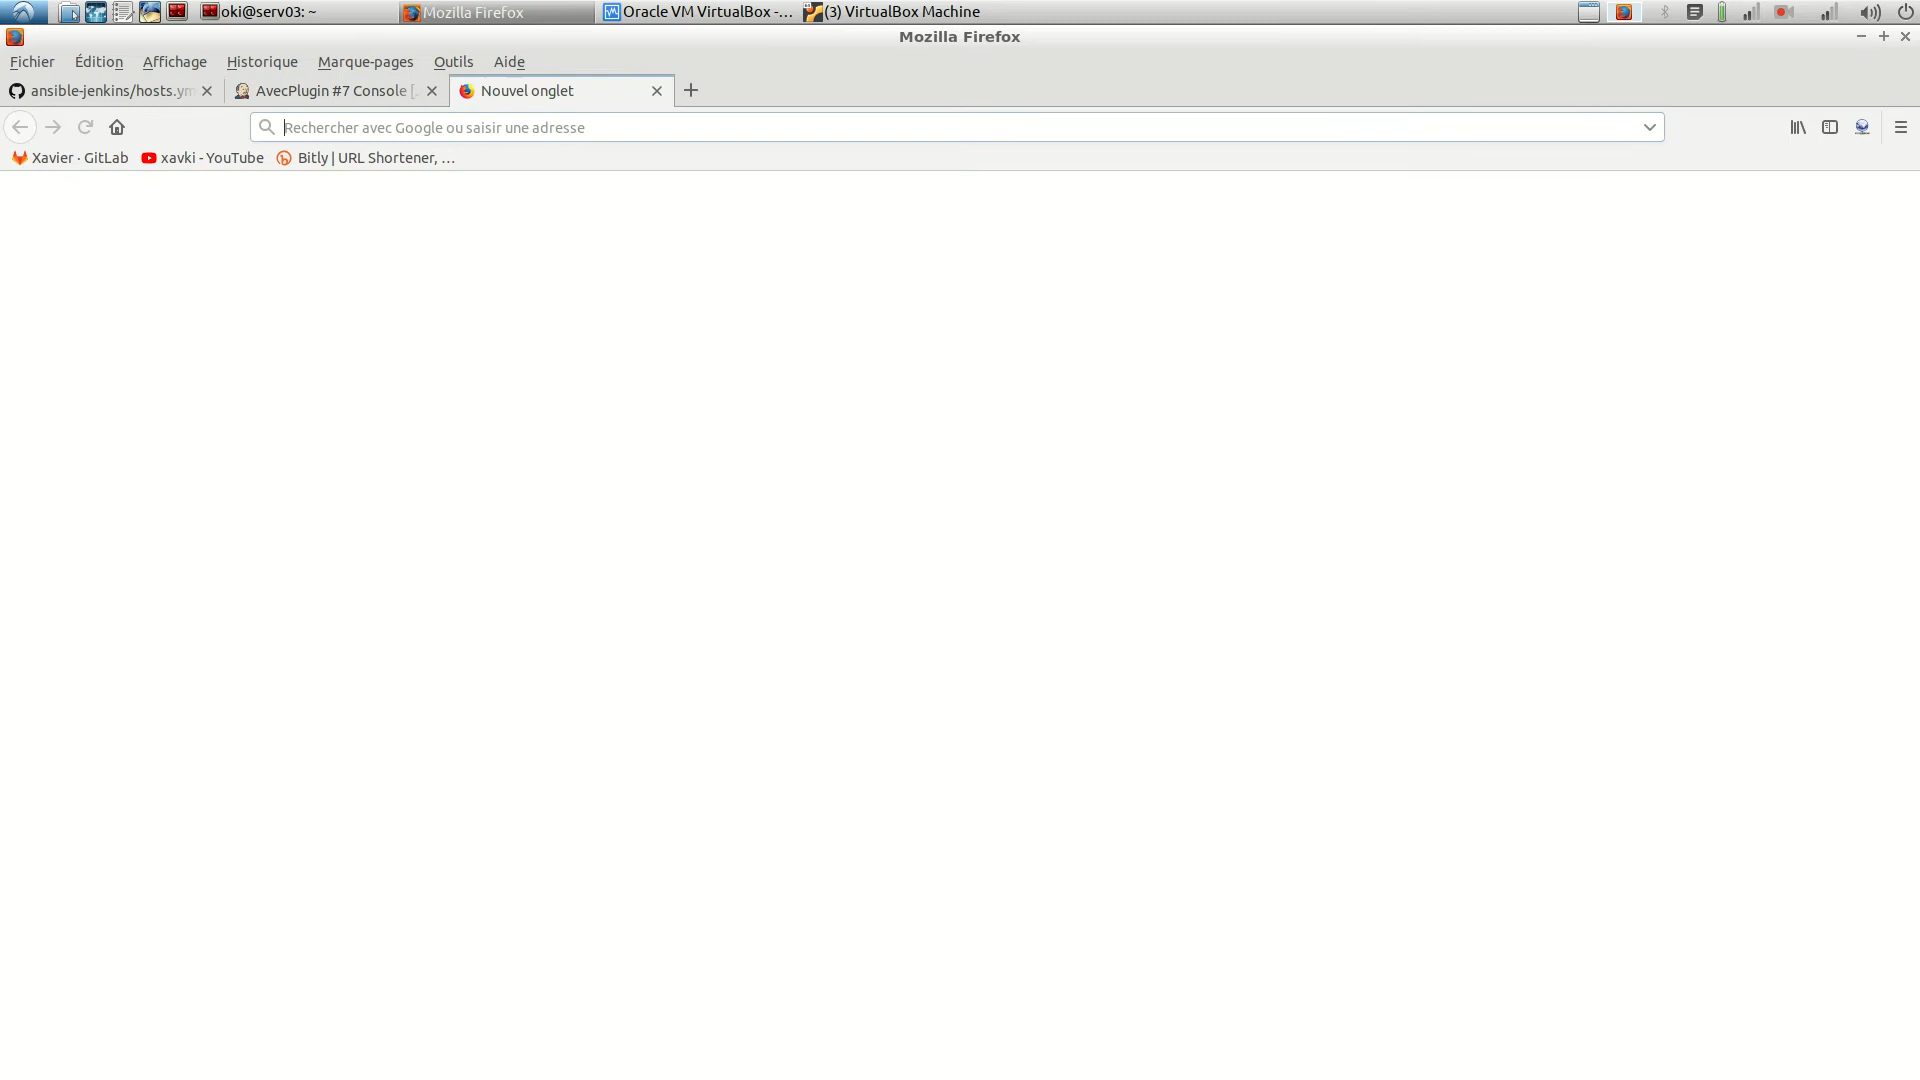 oki@serv03: ~ Mozilla Firefox Oracle VM VirtualBox -... (3) VirtualBox Machine
Mozilla Firefox
Fichier Édition Affichage Historique Marque-pages Outils Aide
ansible-jenkins/hosts.ym AvecPlugin #7 Console [ Nouvel onglet
Rechercher avec Google ou saisir une adresse
Xavier · GitLab xavki - YouTube Bitly | URL Shortener, ...